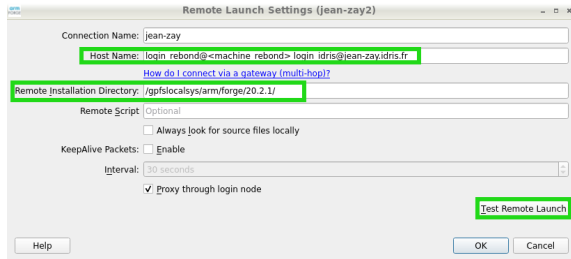 Remote Launch Settings (jean-zay2)
Connection Name: jean-zay
Host Name: login_rebond@<machine_rebond> login_idris@jean-zay.idris.fr
How do I connect via a gateway (multi-hop)?
Remote Installation Directory: /gpfslocalsys/arm/forge/20.2.1/
Remote Script Optional
Always look for source files locally
KeepAlive Packets: Enable
Interval: 30 seconds
Proxy through login node
Test Remote Launch
Help OK Cancel